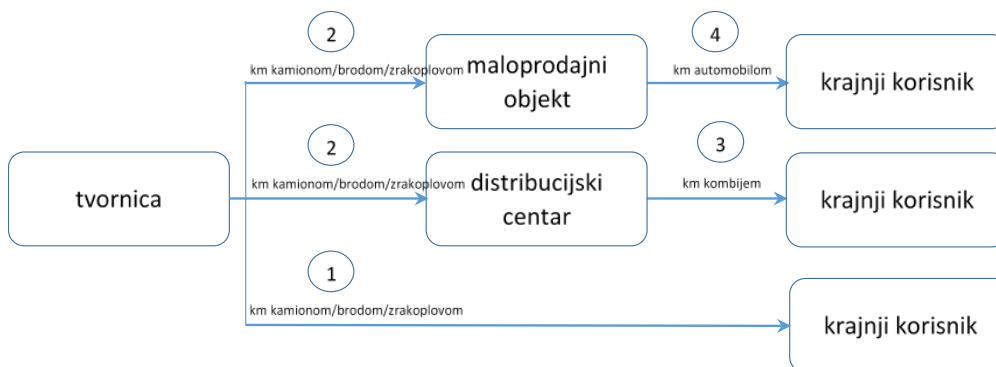 2
km kamionom/brodom/zrakoplovom
maloprodajni
objekt
4
km automobilom
krajnji korisnik
tvornica
2
km kamionom/brodom/zrakoplovom
distribucijski
centar
3
km kombijem
krajnji korisnik
1
km kamionom/brodom/zrakoplovom
krajnji korisnik